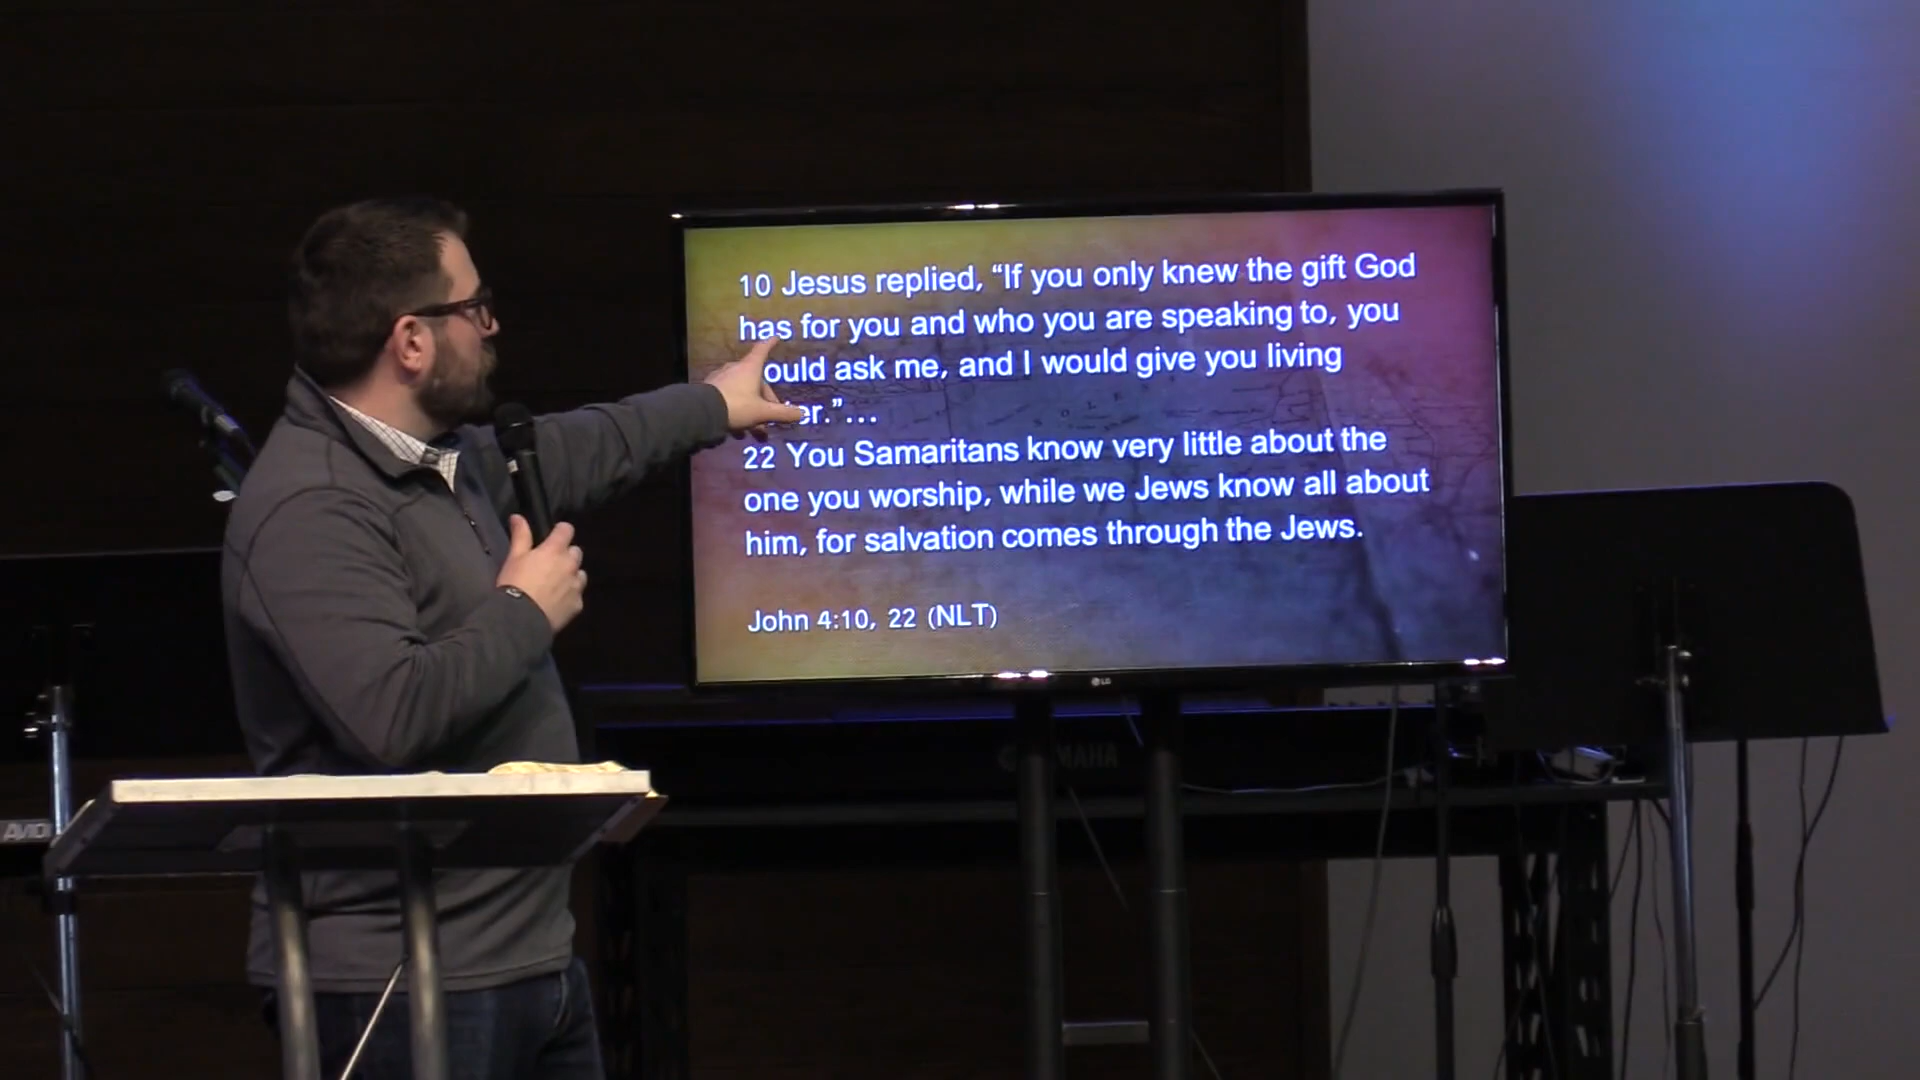 10 Jesus replied, “If you only knew the gift God
has for you and who you are speaking to, you
ould ask me, and I would give you living
er.”...
22 You Samaritans know very little about the
one you worship, while we Jews know all about
him, for salvation comes through the Jews.
John 4:10, 22 (NLT)
LG
YAMAHA